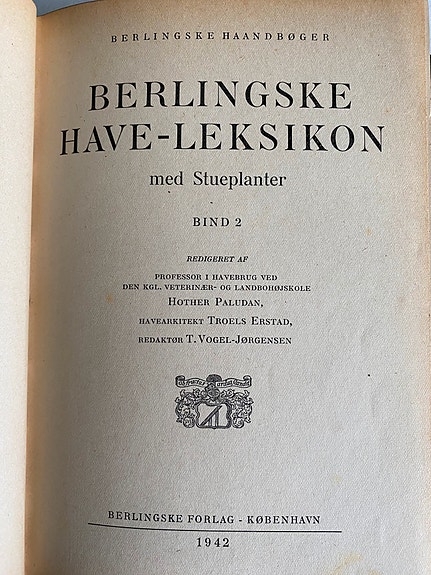 BERLINGSKE HAANDBØGER
BERLINGSKE
HAVE-LEKSIKON
med Stueplanter
BIND 2
REDIGERET AF
PROFESSOR I HAVEBRUG VED
DEN KGL. VETERINÆR- OG LANDBOHØJSKOLE
HOTHER PALUDAN,
HAVEARKITEKT TROELS ERSTAD,
REDAKTØR T. VOGEL-JØRGENSEN
BERLINGSKE FORLAG - KØBENHAVN
1942